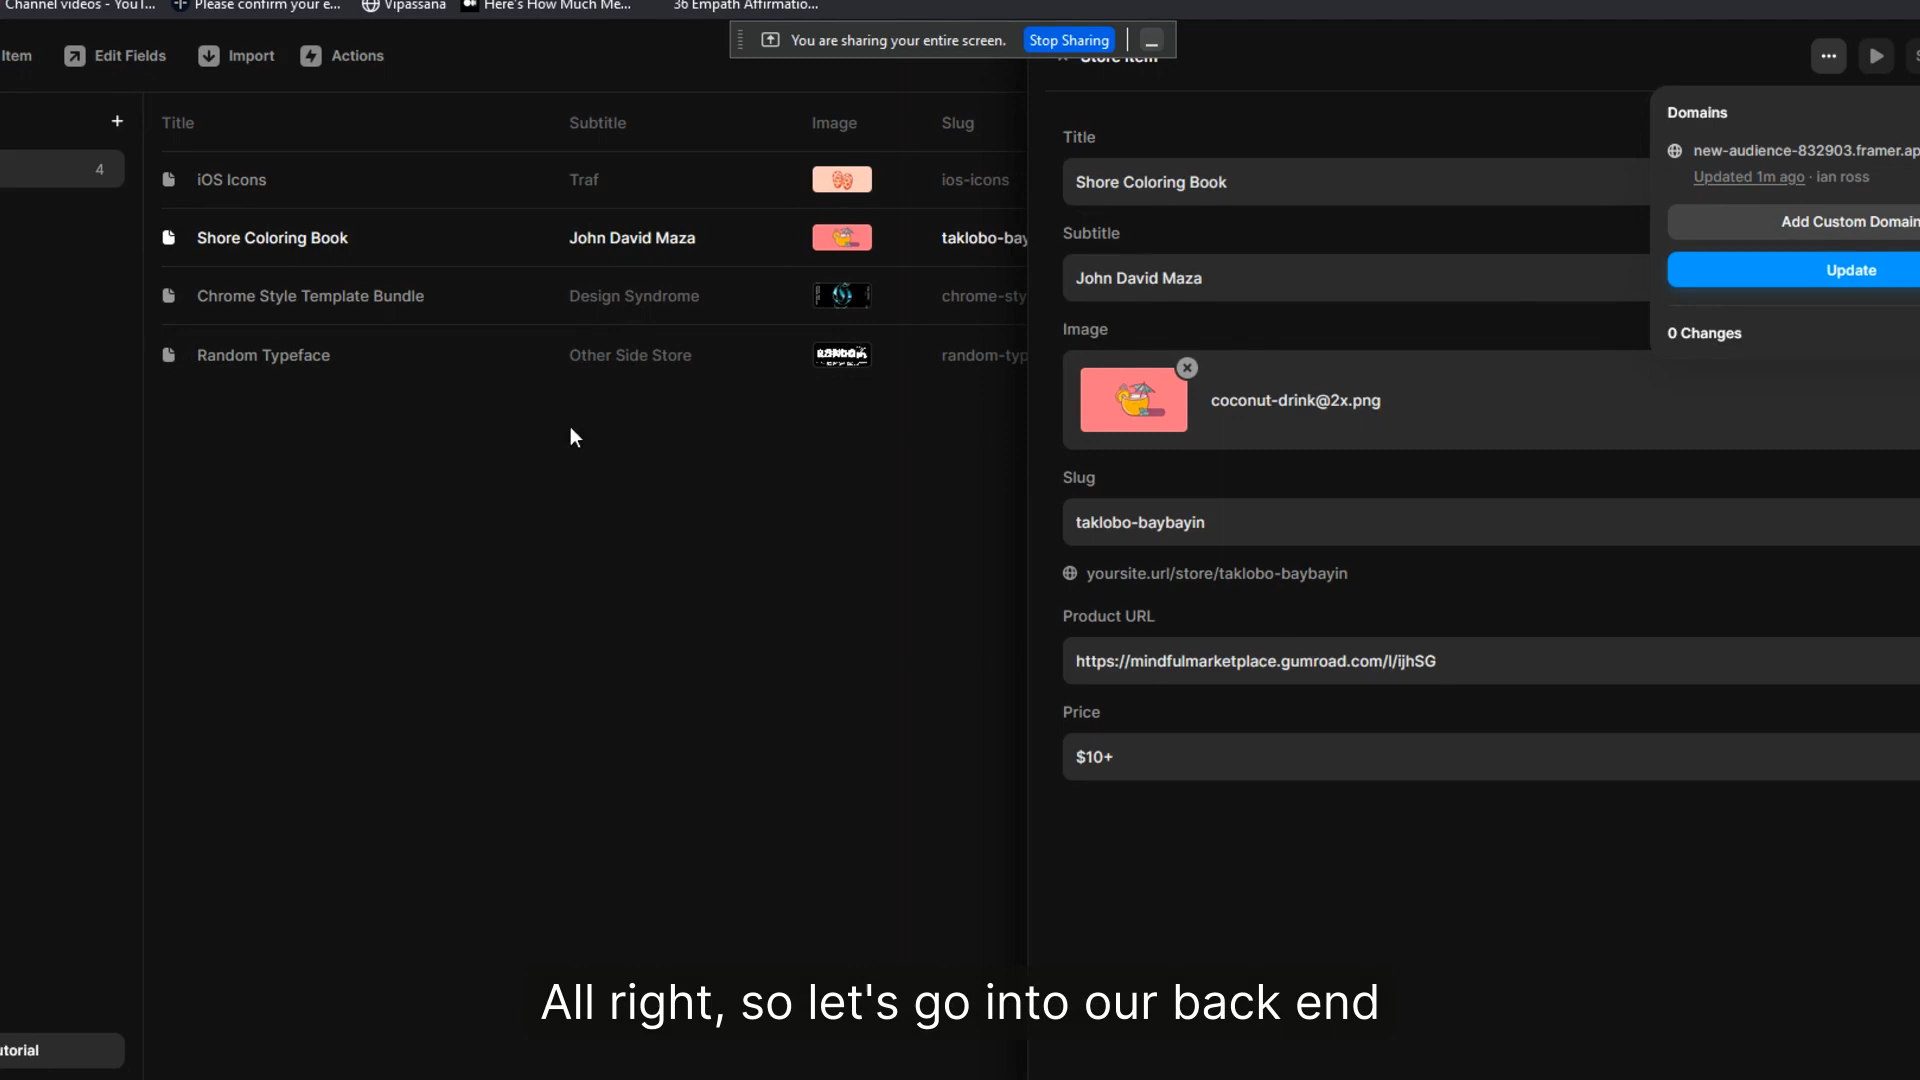 Channel videos - YouT...
Please confirm your e...
Vipassana
Here's How Much Me...
36 Empath Affirmatio...
You are sharing your entire screen.
Stop Sharing
Item
Edit Fields
Import
Actions
Store Item
Domains
new-audience-832903.framer.ap
Updated 1m ago · ian ross
Add Custom Domain
Update
0 Changes
4
Title
Subtitle
Image
Slug
iOS Icons
Traf
ios-icons
Shore Coloring Book
John David Maza
taklobo-bay
Chrome Style Template Bundle
Design Syndrome
chrome-sty
Random Typeface
Other Side Store
random-typ
Title
Shore Coloring Book
Subtitle
John David Maza
Image
coconut-drink@2x.png
Slug
taklobo-baybayin
yoursite.url/store/taklobo-baybayin
Product URL
https://mindfulmarketplace.gumroad.com/l/ijhSG
Price
$10+
utorial
All right, so let's go into our back end